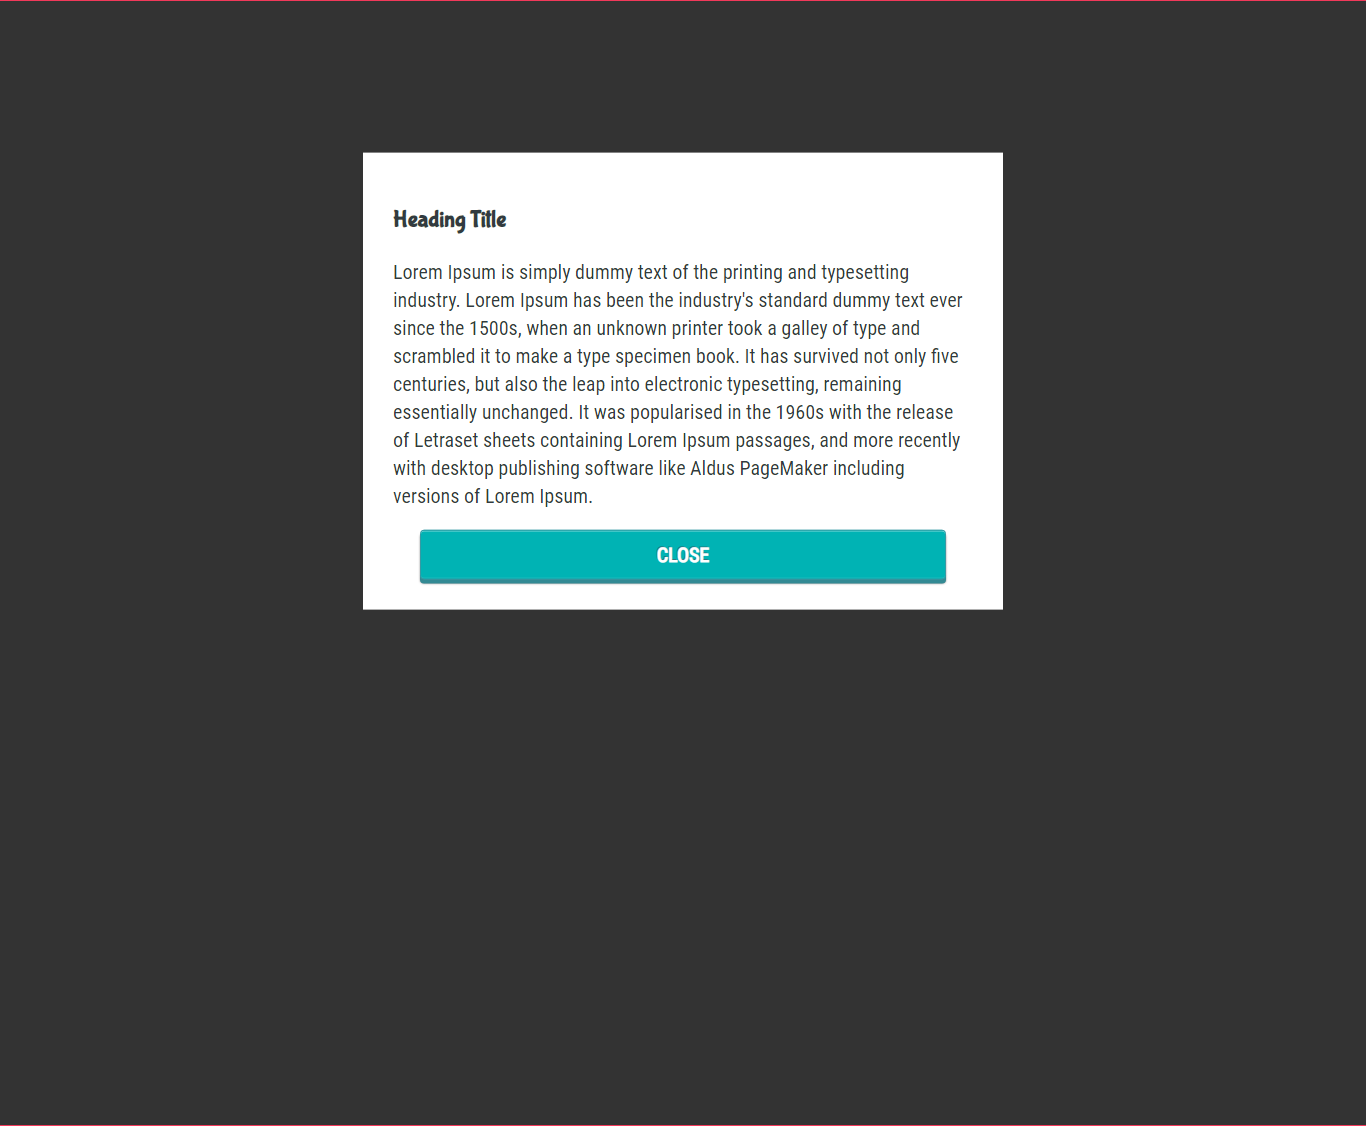 Heading Title
Lorem Ipsum is simply dummy text of the printing and typesetting
industry. Lorem Ipsum has been the industry's standard dummy text ever
since the 1500s, when an unknown printer took a galley of type and
scrambled it to make a type specimen book. It has survived not only five
centuries, but also the leap into electronic typesetting, remaining
essentially unchanged. It was popularised in the 1960s with the release
of Letraset sheets containing Lorem Ipsum passages, and more recently
with desktop publishing software like Aldus PageMaker including
versions of Lorem Ipsum.
CLOSE